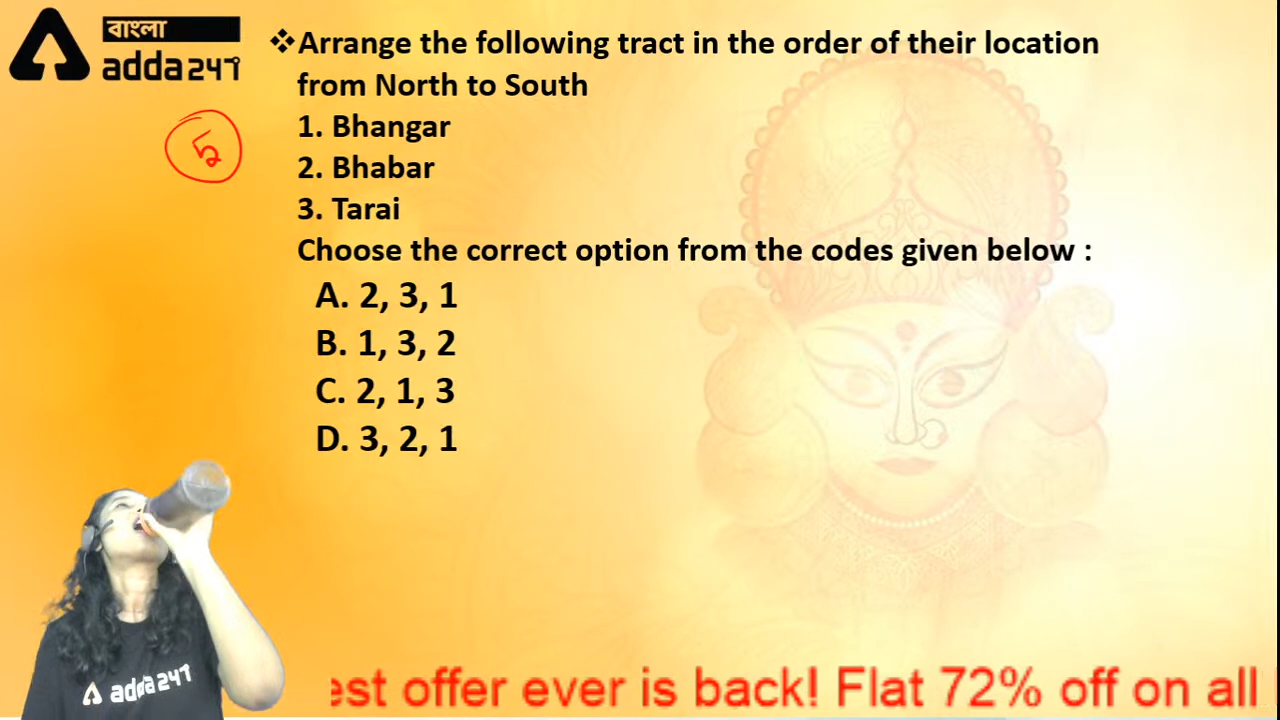 বাংলা
adda247
❖Arrange the following tract in the order of their location
from North to South
1. Bhangar
2. Bhabar
3. Tarai
Choose the correct option from the codes given below :
A. 2, 3, 1
B. 1, 3, 2
C. 2, 1, 3
D. 3, 2, 1
adda247
est offer ever is back! Flat 72% off on all